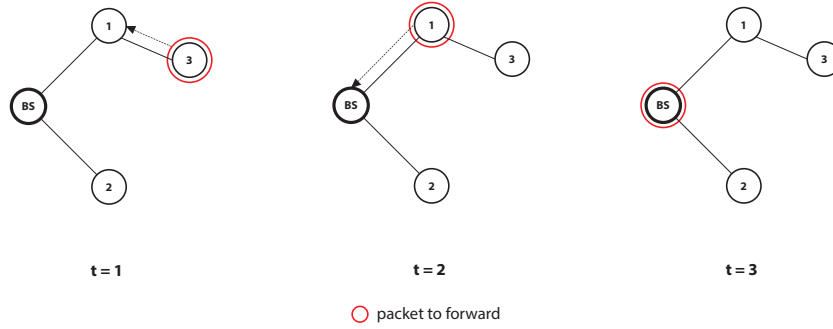 1
3
BS
2
t = 1
1
3
BS
2
t = 2
1
3
BS
2
t = 3
packet to forward